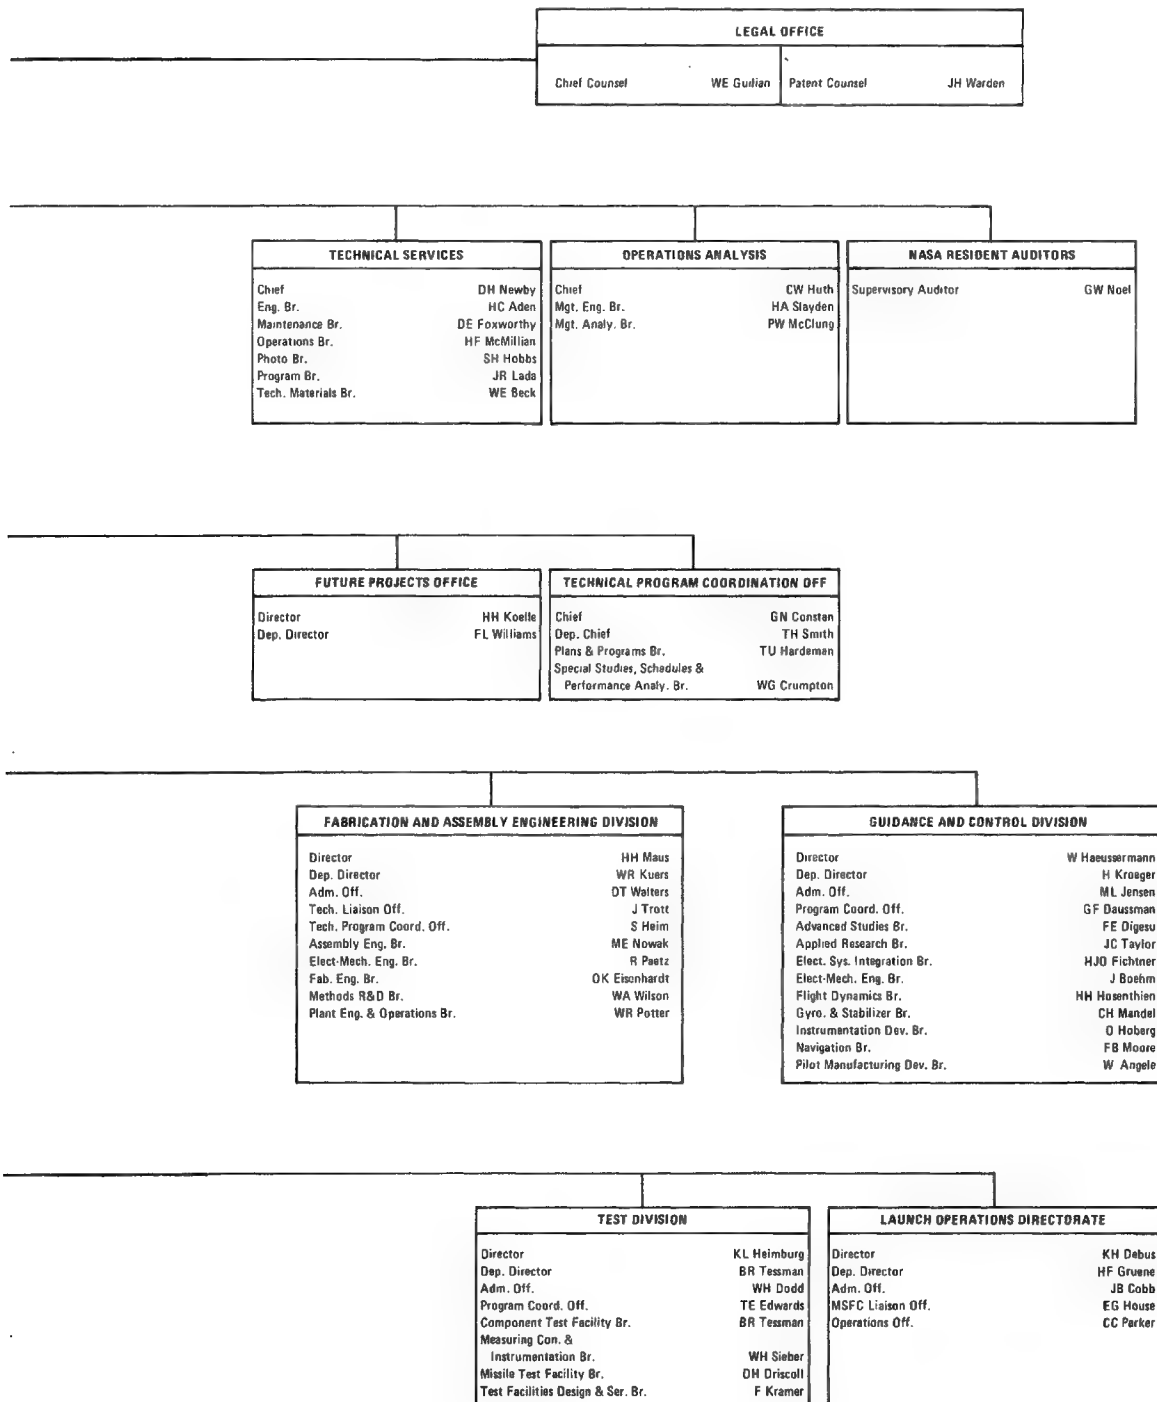 LEGAL OFFICE
Chief Counsel WE Guilian
Patent Counsel JH Warden
TECHNICAL SERVICES
Chief DH Newby
Eng. Br. HC Aden
Maintenance Br. DE Foxworthy
Operations Br. HF McMillian
Photo Br. SH Hobbs
Program Br. JR Lada
Tech. Materials Br. WE Beck
OPERATIONS ANALYSIS
Chief CW Huth
Mgt. Eng. Br. HA Slayden
Mgt. Analy. Br. PW McClung
NASA RESIDENT AUDITORS
Supervisory Auditor GW Noel
FUTURE PROJECTS OFFICE
Director HH Koelle
Dep. Director FL Williams
TECHNICAL PROGRAM COORDINATION OFF
Chief GN Constan
Dep. Chief TH Smith
Plans & Programs Br. TU Hardeman
Special Studies, Schedules &
Performance Analy. Br. WG Crumpton
FABRICATION AND ASSEMBLY ENGINEERING DIVISION
Director HH Maus
Dep. Director WR Kuers
Adm. Off. DT Walters
Tech. Liaison Off. J Trott
Tech. Program Coord. Off. S Heim
Assembly Eng. Br. ME Nowak
Elect-Mech. Eng. Br. R Paetz
Fab. Eng. Br. OK Eisenhardt
Methods R&D Br. WA Wilson
Plant Eng. & Operations Br. WR Potter
GUIDANCE AND CONTROL DIVISION
Director W Haeussermann
Dep. Director H Kroeger
Adm. Off. ML Jensen
Program Coord. Off. GF Daussman
Advanced Studies Br. FE Digesu
Applied Research Br. JC Taylor
Elect. Sys. Integration Br. HJO Fichtner
Elect-Mech. Eng. Br. J Boehm
Flight Dynamics Br. HH Hosenthien
Gyro. & Stabilizer Br. CH Mandel
Instrumentation Dev. Br. O Hoberg
Navigation Br. FB Moore
Pilot Manufacturing Dev. Br. W Angele
TEST DIVISION
Director KL Heimburg
Dep. Director BR Tessman
Adm. Off. WH Dodd
Program Coord. Off. TE Edwards
Component Test Facility Br. BR Tessman
Measuring Con. &
Instrumentation Br. WH Sieber
Missile Test Facility Br. DH Driscoll
Test Facilities Design & Ser. Br. F Kramer
LAUNCH OPERATIONS DIRECTORATE
Director KH Debus
Dep. Director HF Gruene
Adm. Off. JB Cobb
MSFC Liaison Off. EG House
Operations Off. CC Parker